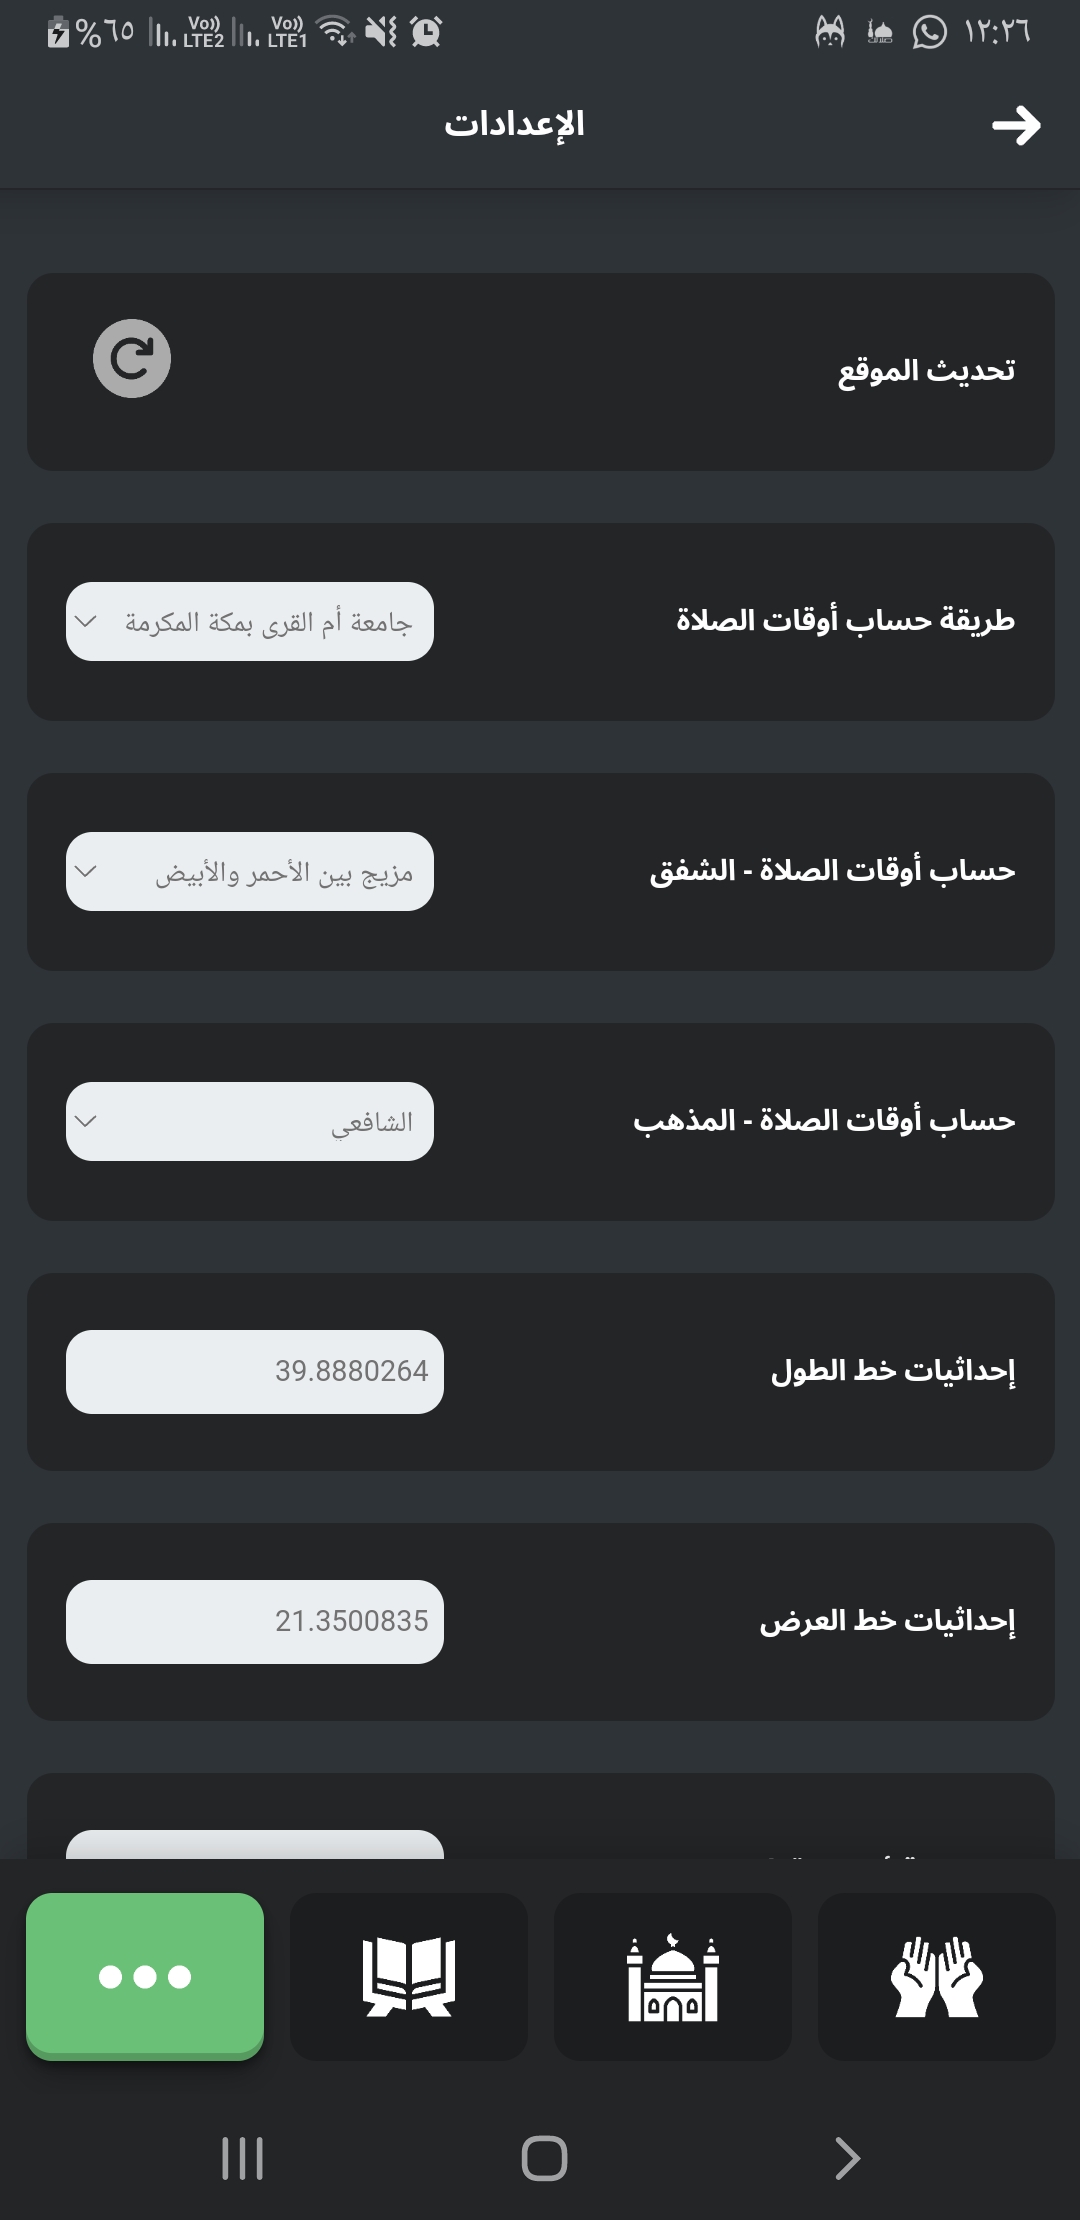 ١٢:٢٦
Vo)) LTE1
Vo)) LTE2
%٦٥
الإعدادات
تحديث الموقع
طريقة حساب أوقات الصلاة
جامعة أم القرى بمكة المكرمة
حساب أوقات الصلاة - الشفق
مزيج بين الأحمر والأبيض
حساب أوقات الصلاة - المذهب
الشافعي
إحداثيات خط الطول
39.8880264
إحداثيات خط العرض
21.3500835